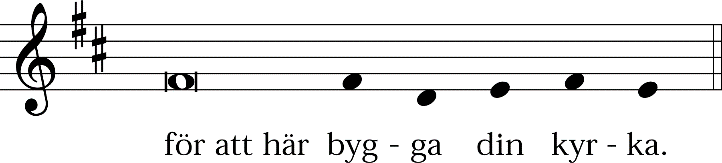 för att här byg - ga din kyr - ka.